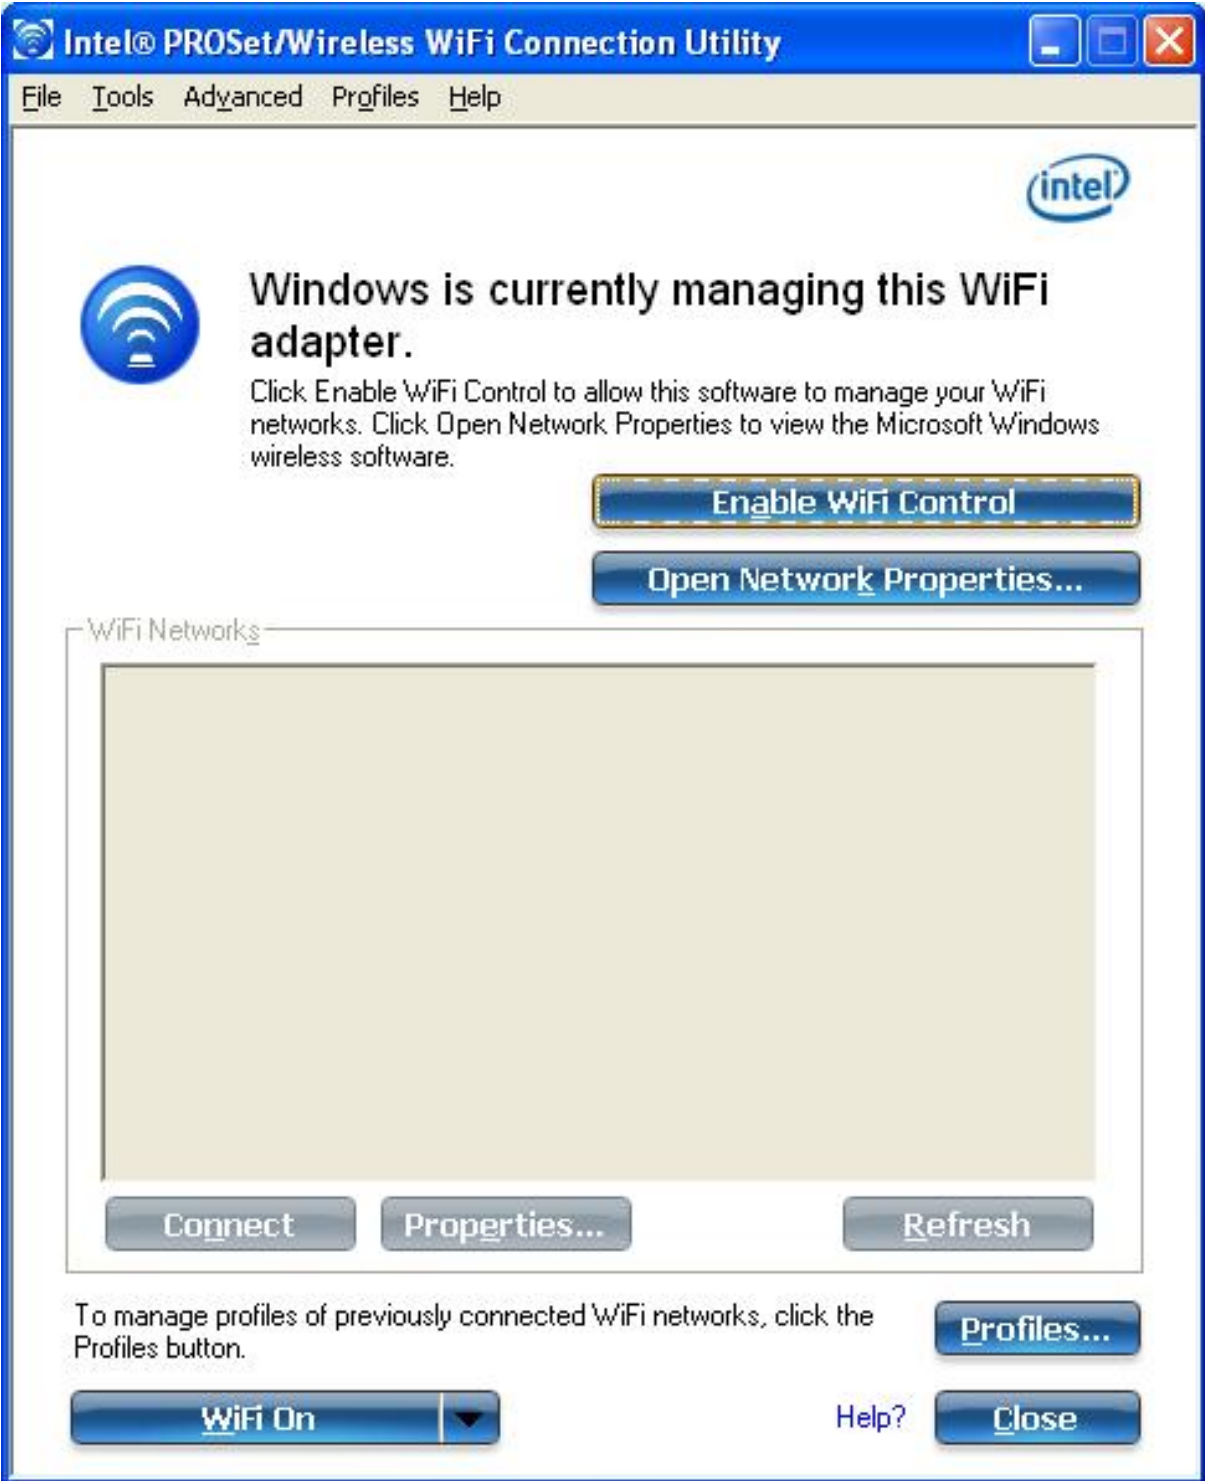 Intel® PROSet/Wireless WiFi Connection Utility
File Tools Advanced Profiles Help
intel
Windows is currently managing this WiFi
adapter.
Click Enable WiFi Control to allow this software to manage your WiFi
networks. Click Open Network Properties to view the Microsoft Windows
wireless software.
Enable WiFi Control
Open Network Properties...
WiFi Networks
Connect Properties... Refresh
To manage profiles of previously connected WiFi networks, click the
Profiles button.
Profiles...
WiFi On Help? Close